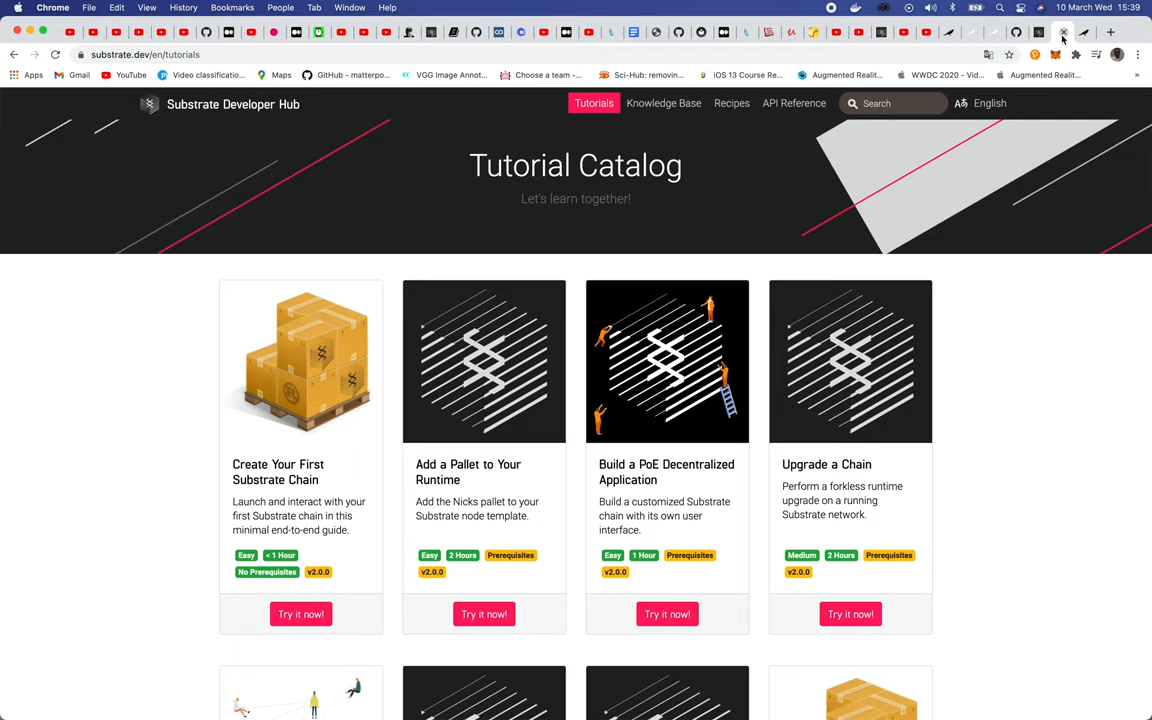 Chrome File Edit View History Bookmarks People Tab Window Help 10 March Wed 15:39
substrate.dev/en/tutorials
Apps Gmail YouTube Video classificatio... Maps GitHub - matterpo... VGG Image Annot... Choose a team -... Sci-Hub: removin... iOS 13 Course Re... Augmented Realit... WWDC 2020 - Vid... Augmented Realit... »
Substrate Developer Hub Tutorials Knowledge Base Recipes API Reference Search English
Tutorial Catalog
Let's learn together!
Create Your First
Substrate Chain
Launch and interact with your
first Substrate chain in this
minimal end-to-end guide.
Easy < 1 Hour
No Prerequisites v2.0.0
Try it now!
Add a Pallet to Your
Runtime
Add the Nicks pallet to your
Substrate node template.
Easy 2 Hours Prerequisites
v2.0.0
Try it now!
Build a PoE Decentralized
Application
Build a customized Substrate
chain with its own user
interface.
Easy 1 Hour Prerequisites
v2.0.0
Try it now!
Upgrade a Chain
Perform a forkless runtime
upgrade on a running
Substrate network.
Medium 2 Hours Prerequisites
v2.0.0
Try it now!